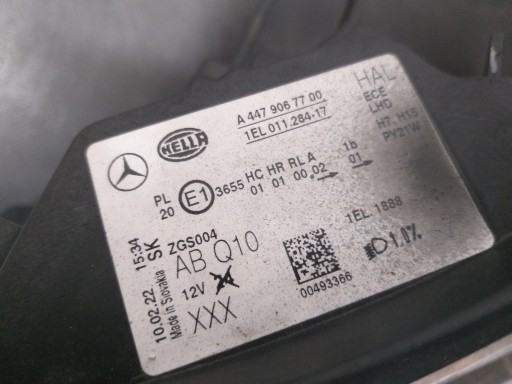 HELLA
A 447 906 77 00
1EL 011.284-17
HAL
ECE
LHD
H7 H15
PY21W
PL
20
E1
3655
HC HR RL A
01 01 00.02
1b
01
1EL.1888
1.0%
10.02.22 15:34
Made in Slovakia SK
ZGS004
AB Q10
12V
XXX
00493366